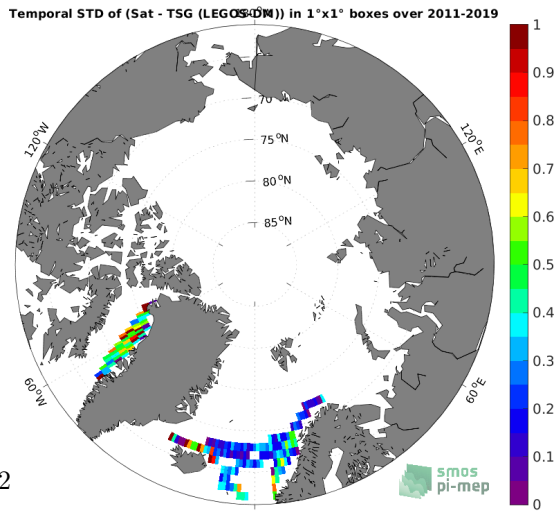 Temporal STD of (Sat - TSG (LEGOS-DM)) in 1°x1° boxes over 2011-2019
70
75°N
80°N
85°N
120°W
120°E
60°W
60°E
1
0.9
0.8
0.7
0.6
0.5
0.4
0.3
0.2
0.1
0
smos
pi-mep
2